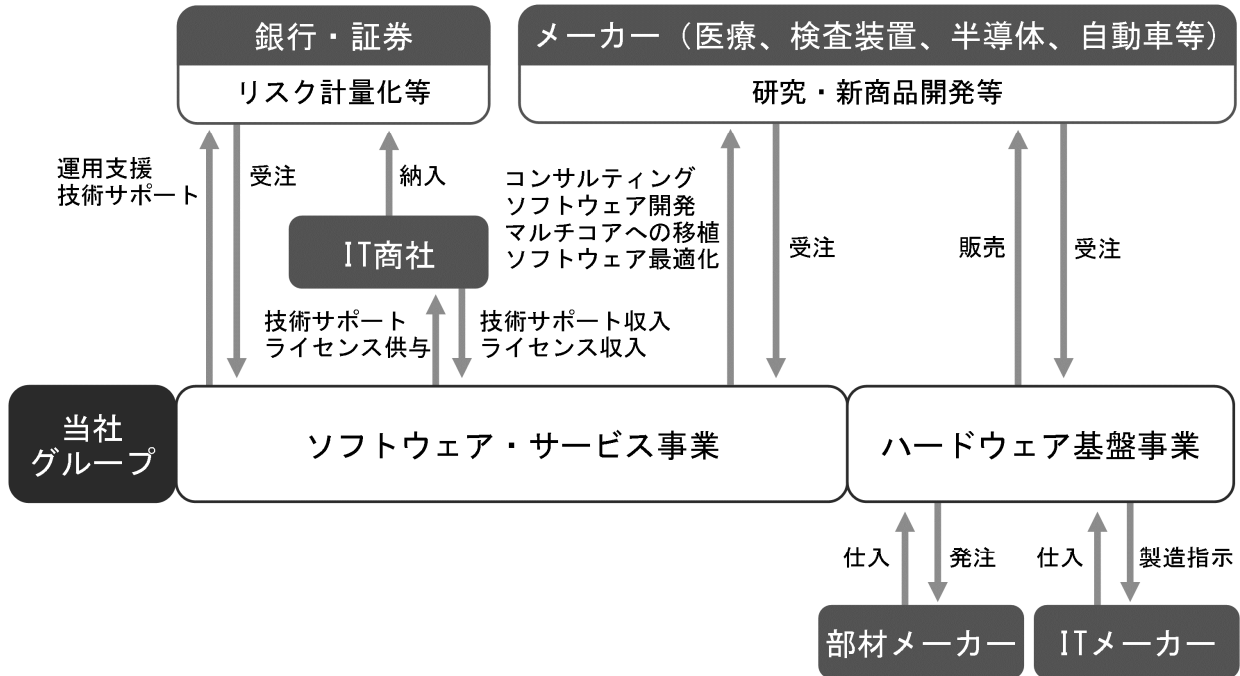 銀行・証券
リスク計量化等
メーカー（医療、検査装置、半導体、自動車等）
研究・新商品開発等
運用支援
技術サポート
受注
納入
IT商社
技術サポート
ライセンス供与
技術サポート収入
ライセンス収入
コンサルティング
ソフトウェア開発
マルチコアへの移植
ソフトウェア最適化
受注
販売
受注
当社
グループ
ソフトウェア・サービス事業
ハードウェア基盤事業
仕入
発注
仕入
製造指示
部材メーカー
ITメーカー